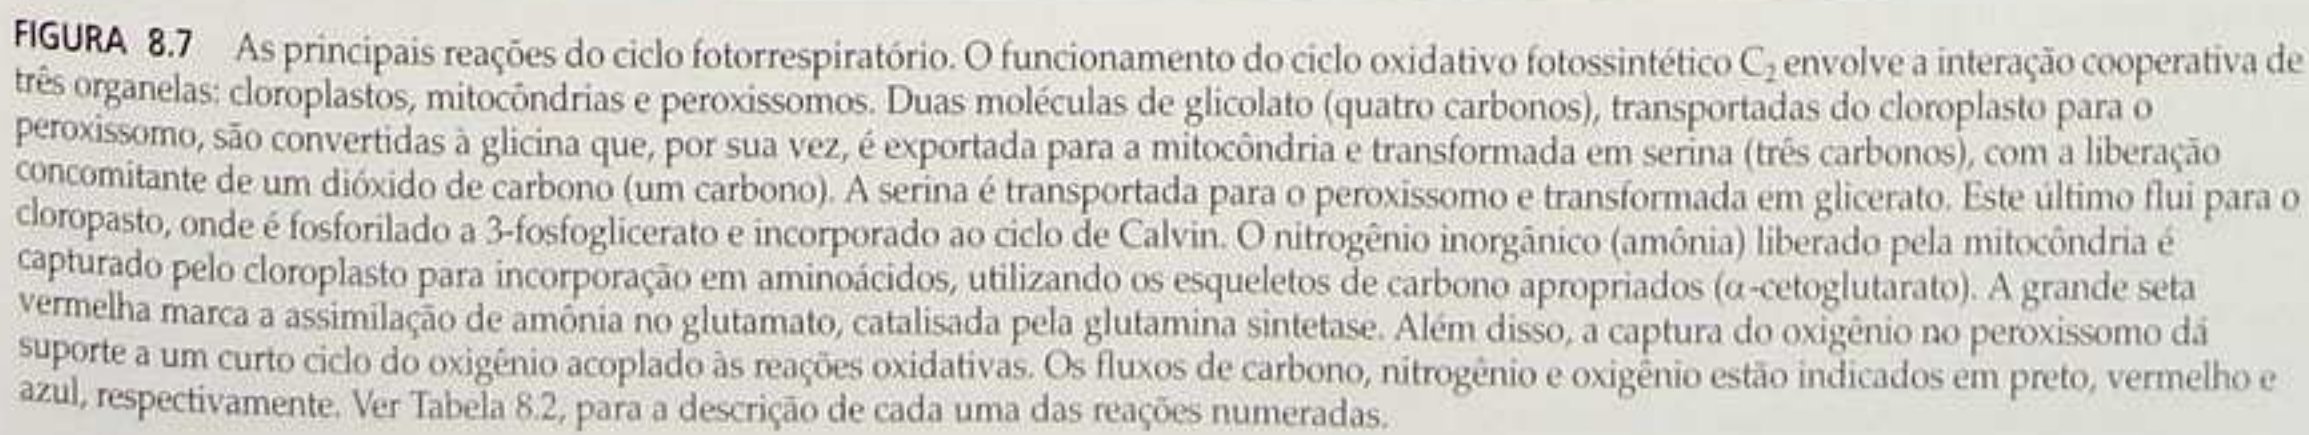 FIGURA 8.7 As principais reações do ciclo fotorrespiratório. O funcionamento do ciclo oxidativo fotossintético C₂ envolve a interação cooperativa de
três organelas: cloroplastos, mitocôndrias e peroxissomos. Duas moléculas de glicolato (quatro carbonos), transportadas do cloroplasto para o
peroxissomo, são convertidas à glicina que, por sua vez, é exportada para a mitocôndria e transformada em serina (três carbonos), com a liberação
concomitante de um dióxido de carbono (um carbono). A serina é transportada para o peroxissomo e transformada em glicerato. Este último flui para o
cloropasto, onde é fosforilado a 3-fosfoglicerato e incorporado ao ciclo de Calvin. O nitrogênio inorgânico (amônia) liberado pela mitocôndria é
capturado pelo cloroplasto para incorporação em aminoácidos, utilizando os esqueletos de carbono apropriados (α-cetoglutarato). A grande seta
vermelha marca a assimilação de amônia no glutamato, catalisada pela glutamina sintetase. Além disso, a captura do oxigênio no peroxissomo dá
suporte a um curto ciclo do oxigênio acoplado às reações oxidativas. Os fluxos de carbono, nitrogênio e oxigênio estão indicados em preto, vermelho e
azul, respectivamente. Ver Tabela 8.2, para a descrição de cada uma das reações numeradas.